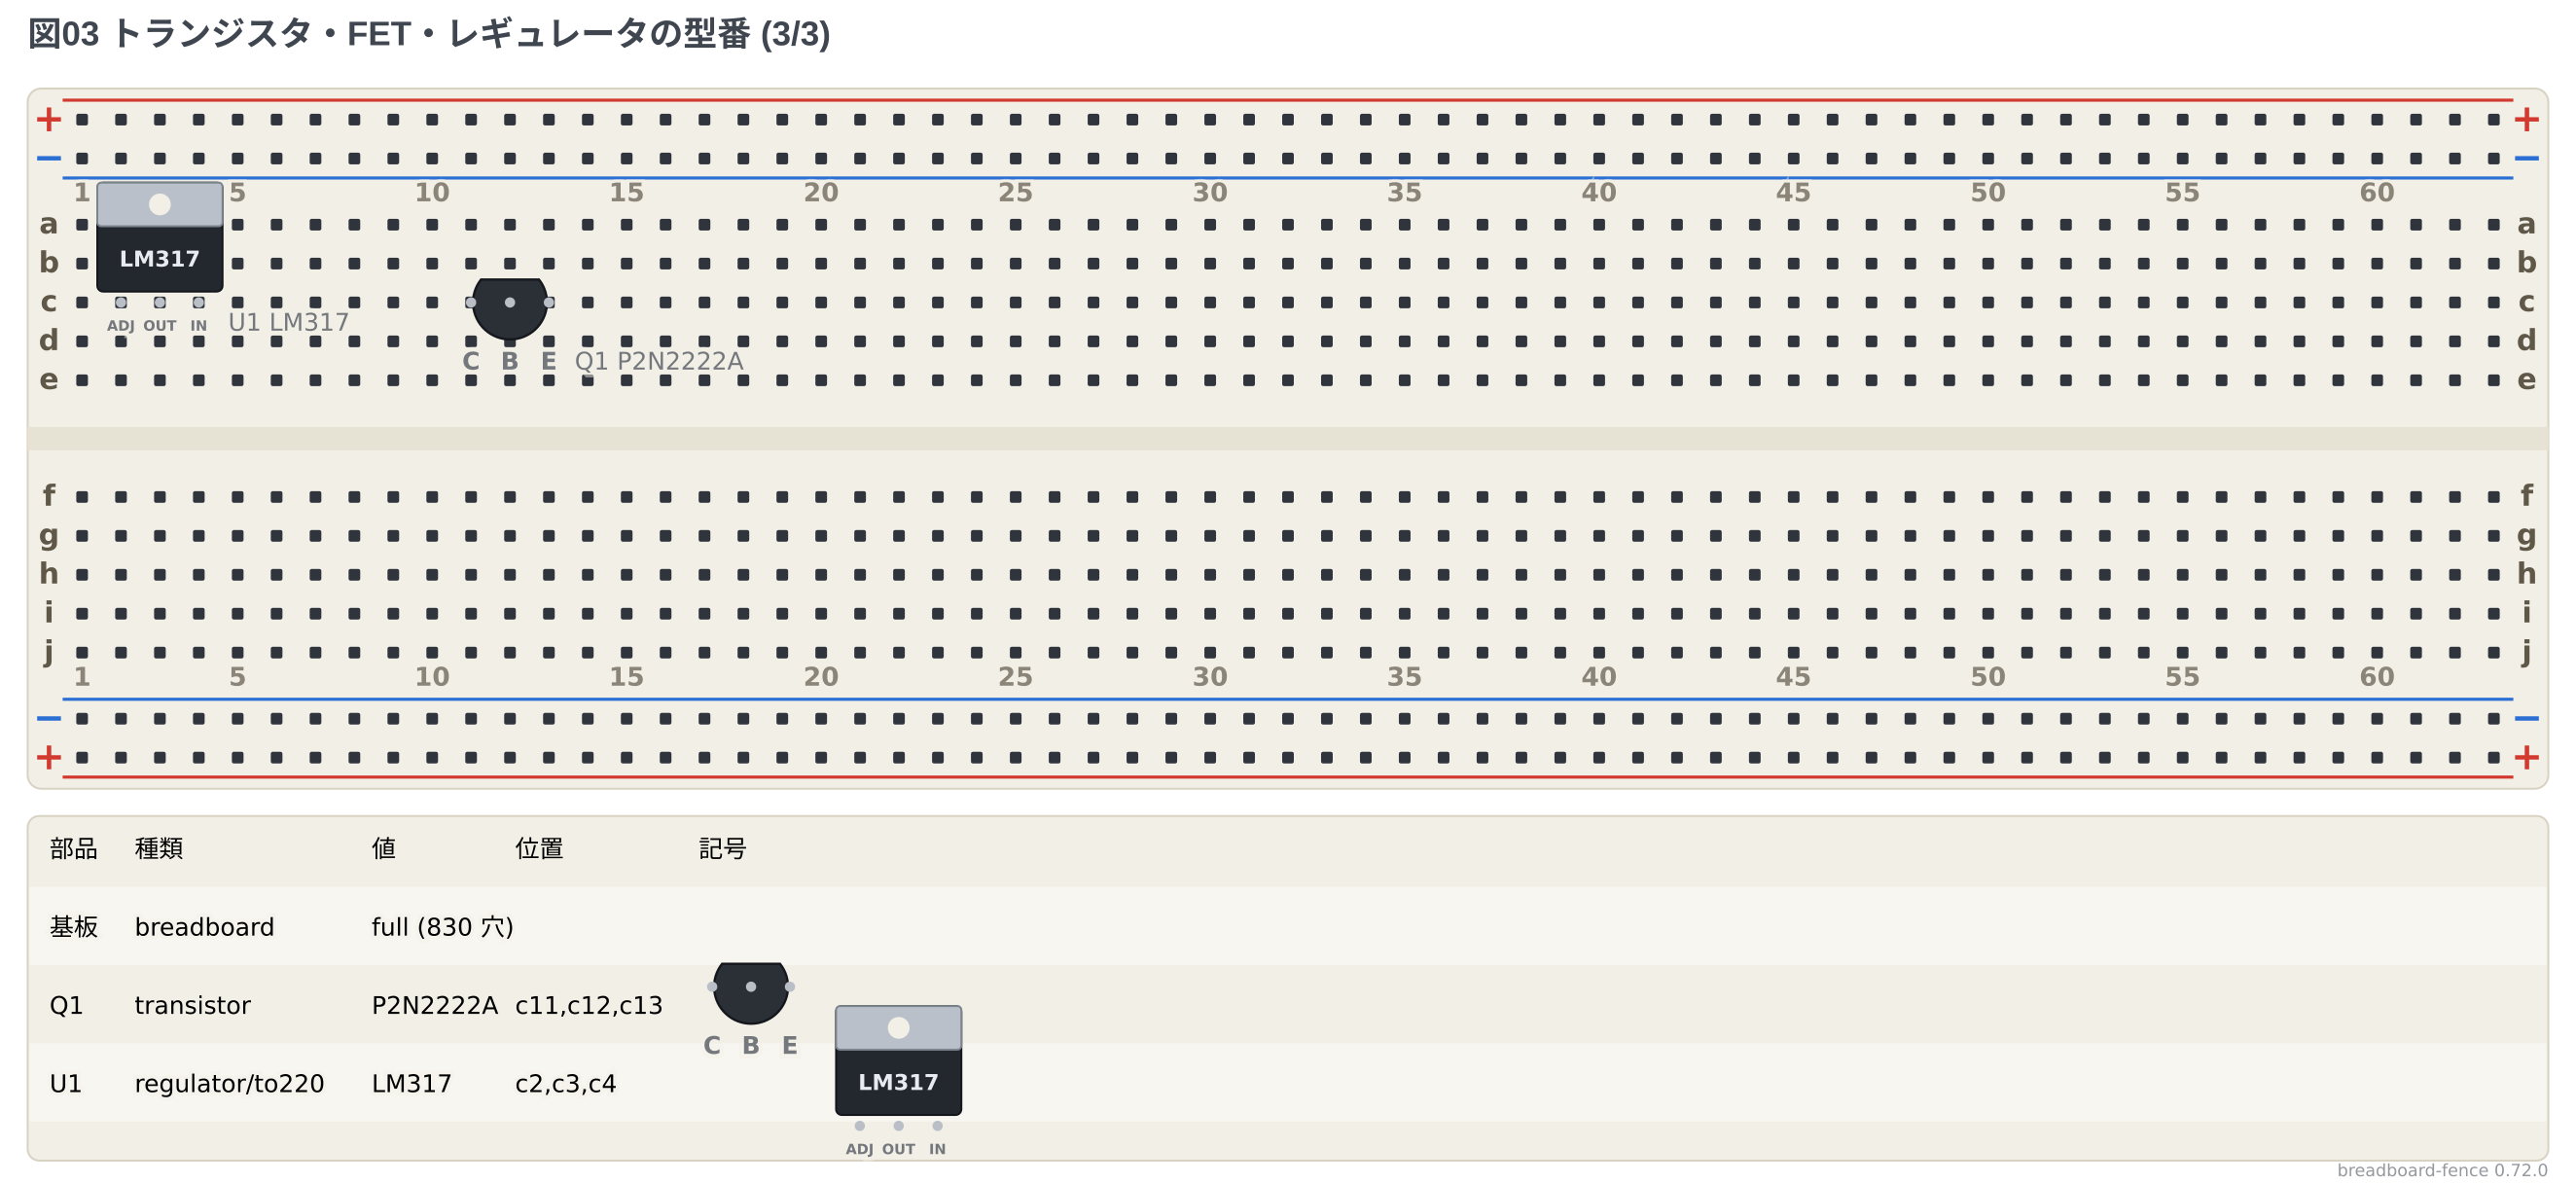 図03 トランジスタ・FET・レギュレータの型番 (3/3)
+ +
− −
1 5 10 15 20 25 30 35 40 45 50 55 60
a a
LM317
b b
c c
ADJ OUT IN U1 LM317
d d
C B E Q1 P2N2222A
e e
f f
g g
h h
i i
j j
1 5 10 15 20 25 30 35 40 45 50 55 60
− −
+ +
部品 種類 値 位置 記号
基板 breadboard full (830 穴)
Q1 transistor P2N2222A c11,c12,c13
C B E
U1 regulator/to220 LM317 c2,c3,c4
LM317
ADJ OUT IN
breadboard-fence 0.72.0